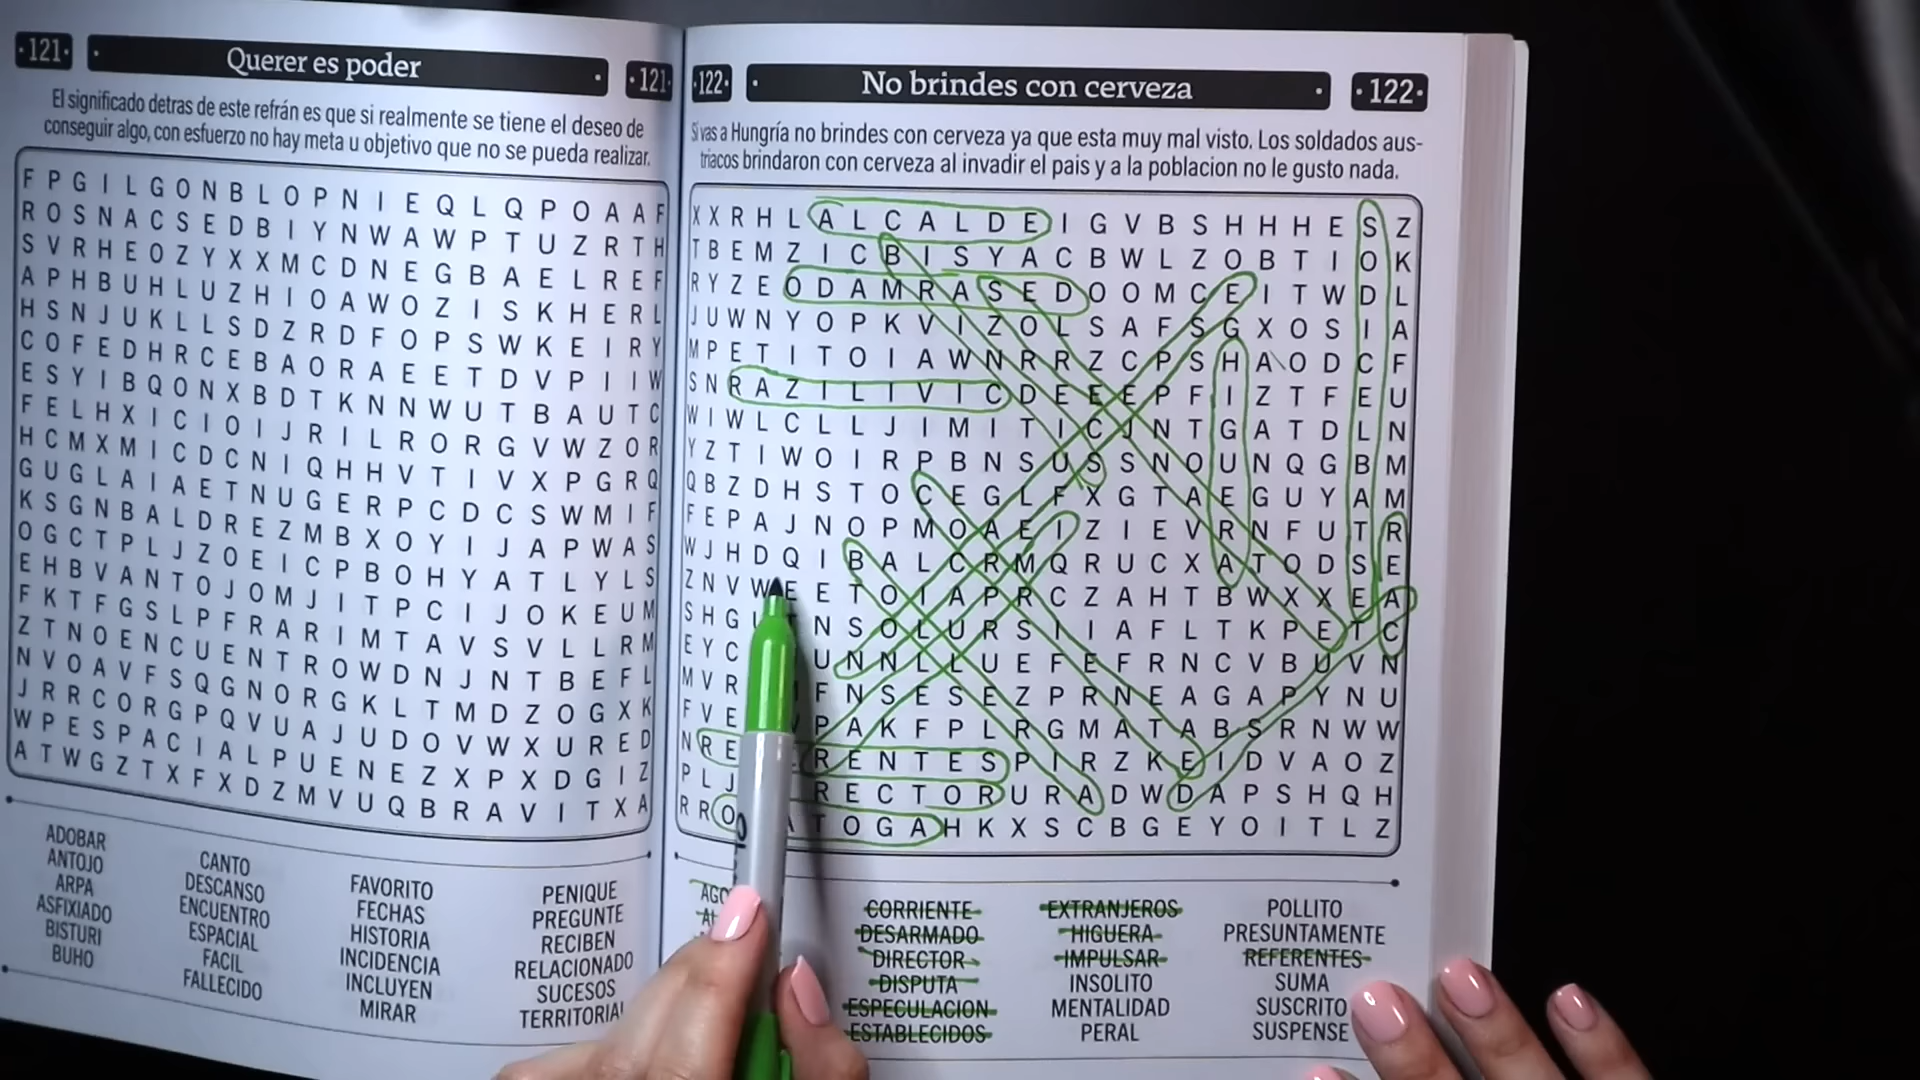 121 Querer es poder 121
El significado detras de este refrán es que si realmente se tiene el deseo de
conseguir algo, con esfuerzo no hay meta u objetivo que no se pueda realizar.
F P G I L G O N B L O P N I E Q L Q P O A A F
R O S N A C S E D B I Y N W A W P T U Z R T H
S V R H E O Z Y X X M C D N E G B A E L R E F
A P H B U H L U Z H I O A W O Z I S K H E R L
H S N J U K L L S D Z R D F O P S W K E I R Y
C O F E D H R C E B A O R A E E T D V P I I W
E S Y I B Q O N X B D T K N N W U T B A U T C
F E L H X I C I O I J R I L R O R G V W Z O R
H C M X M I C D C N I Q H H V T I V X P G R Q
G U G L A I A E T N U G E R P C D C S W M I F
K S G N B A L D R E Z M B X O Y I J A P W A S
O G C T P L J Z O E I C P B O H Y A T L Y L S
E H B V A N T O J O M J I T P C I J O K E U M
F K T F G S L P F R A R I M T A V S V L L R M
Z T N O E N C U E N T R O W D N J N T B E F L
N V O A V F S Q G N O R G K L T M D Z O G X K
J R R C O R G P Q V U A J U D O V W X U R E D
W P E S P A C I A L P U E N E Z X P X D G I Z
A T W G Z T X F X D Z M V U Q B R A V I T X A
ADOBAR
ANTOJO
ARPA
ASFIXIADO
BISTURI
BUHO
CANTO
DESCANSO
ENCUENTRO
ESPACIAL
FACIL
FALLECIDO
FAVORITO
FECHAS
HISTORIA
INCIDENCIA
INCLUYEN
MIRAR
PENIQUE
PREGUNTE
RECIBEN
RELACIONADO
SUCESOS
TERRITORIAL
122 No brindes con cerveza 122
Si vas a Hungría no brindes con cerveza ya que esta muy mal visto. Los soldados aus-
triacos brindaron con cerveza al invadir el pais y a la poblacion no le gusto nada.
X X R H L A L C A L D E I G V B S H H H E S Z
T B E M Z I C B I S Y A C B W L Z O B T I O K
R Y Z E O D A M R A S E D O O M C E I T W D L
J U W N Y O P K V I Z O L S A F S G X O S I A
M P E T I T O I A W N R R Z C P S H A O D C F
S N R A Z I L I V I C D E E E P F I Z T F E U
W I W L C L L J I M I T I C J N T G A T D L N
Y Z T I W O I R P B N S U S S N O U N Q G B M
Q B Z D H S T O C E G L F X G T A E G U Y A M
F E P A J N O P M O A E I Z I E V R N F U T R
W J H D Q I B A L C R M Q R U C X A T O D S E
Z N V W E E T O I A P R C Z A H T B W X X E A
S H G N S O L U R S I I A F L T K P E T C
E Y C U N N L L U E F E F R N C V B U V N
M V R F N S E S E Z P R N E A G A P Y N U
F V E P A K F P L R G M A T A B S R N W W
N R E R E N T E S P I R Z K E I D V A O Z
P L J R E C T O R U R A D W D A P S H Q H
R R O T O G A H K X S C B G E Y O I T L Z
CORRIENTE
DESARMADO
DIRECTOR
DISPUTA
ESPECULACION
ESTABLECIDOS
EXTRANJEROS
HIGUERA
IMPULSAR
INSOLITO
MENTALIDAD
PERAL
POLLITO
PRESUNTAMENTE
REFERENTES
SUMA
SUSCRITO
SUSPENSE